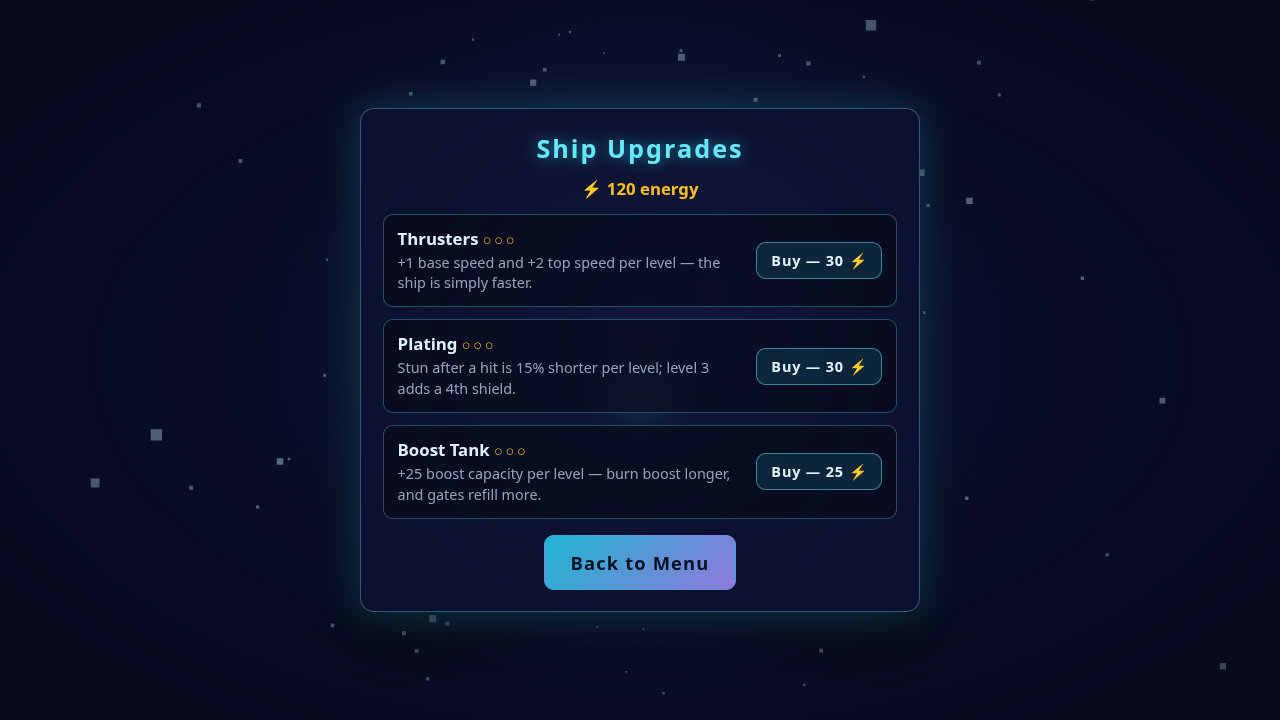 Ship Upgrades
⚡ 120 energy
Thrusters ○○○
+1 base speed and +2 top speed per level — the
ship is simply faster.
Buy — 30 ⚡
Plating ○○○
Stun after a hit is 15% shorter per level; level 3
adds a 4th shield.
Buy — 30 ⚡
Boost Tank ○○○
+25 boost capacity per level — burn boost longer,
and gates refill more.
Buy — 25 ⚡
Back to Menu